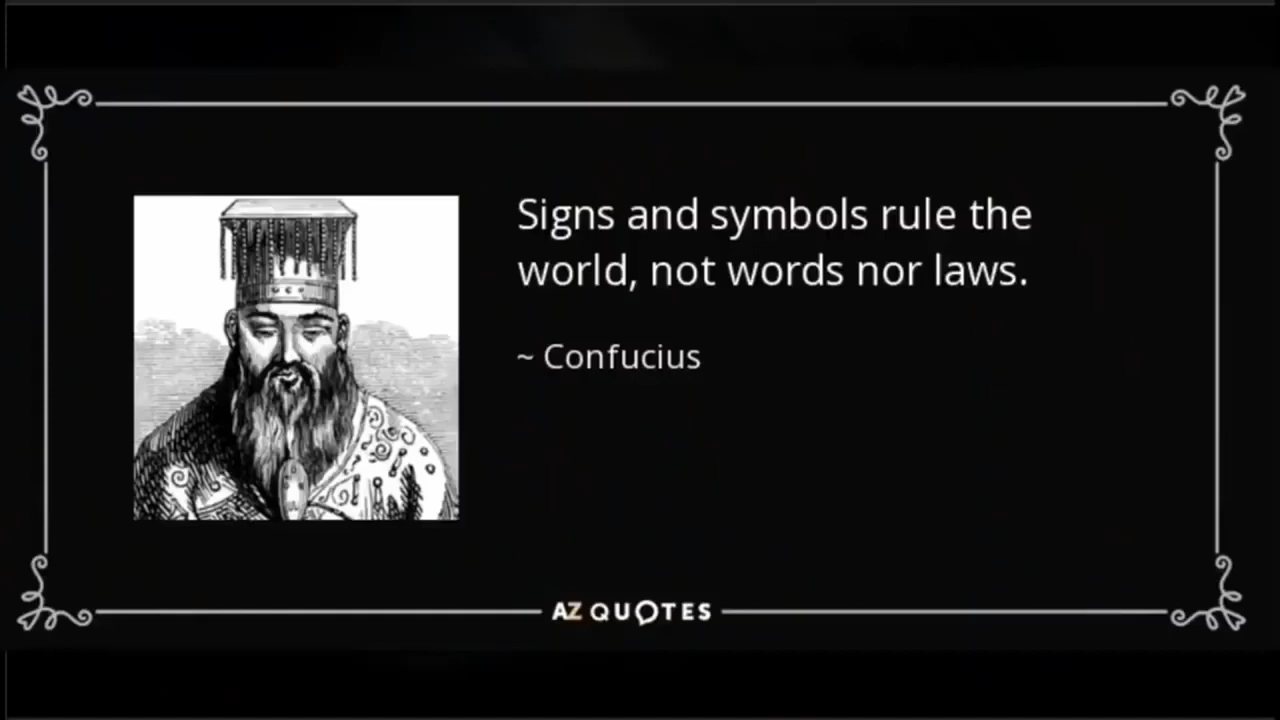 Signs and symbols rule the
world, not words nor laws.
~ Confucius
AZ QUOTES